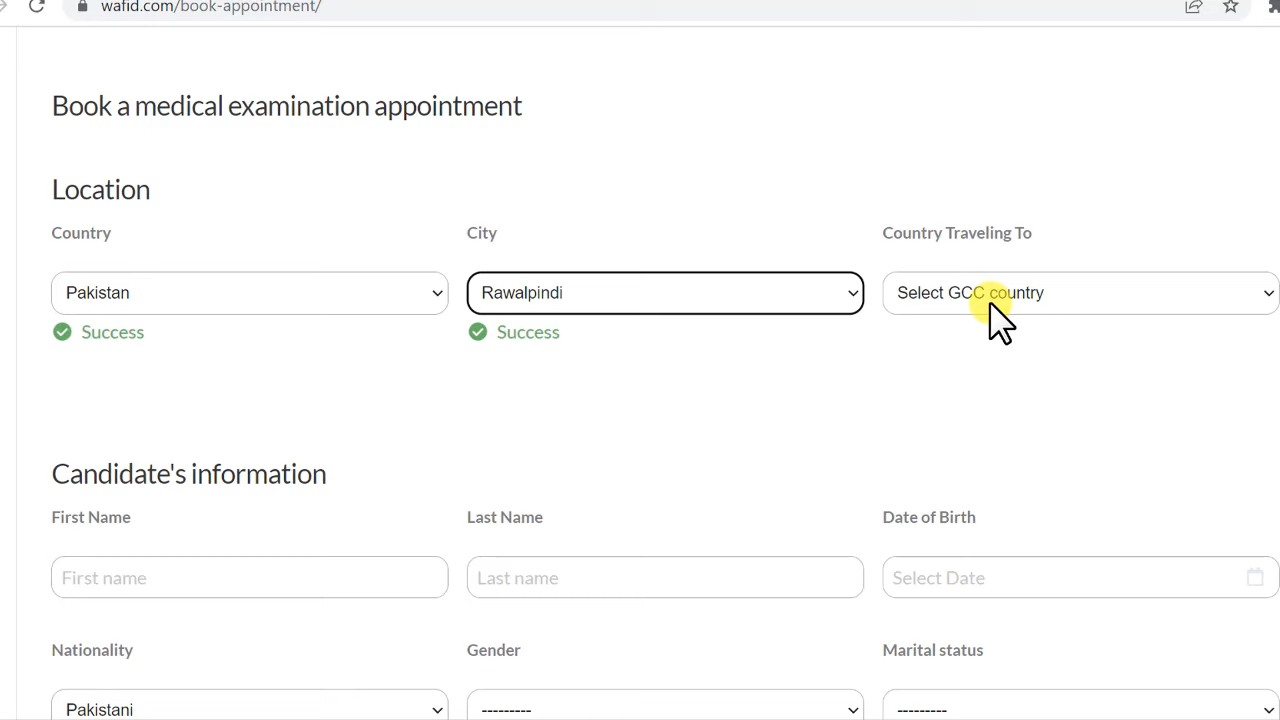 wafid.com/book-appointment/
Book a medical examination appointment
Location
Country City Country Traveling To
Pakistan Rawalpindi Select GCC country
Success Success
Candidate's information
First Name Last Name Date of Birth
First name Last name Select Date
Nationality Gender Marital status
Pakistani --------- ---------